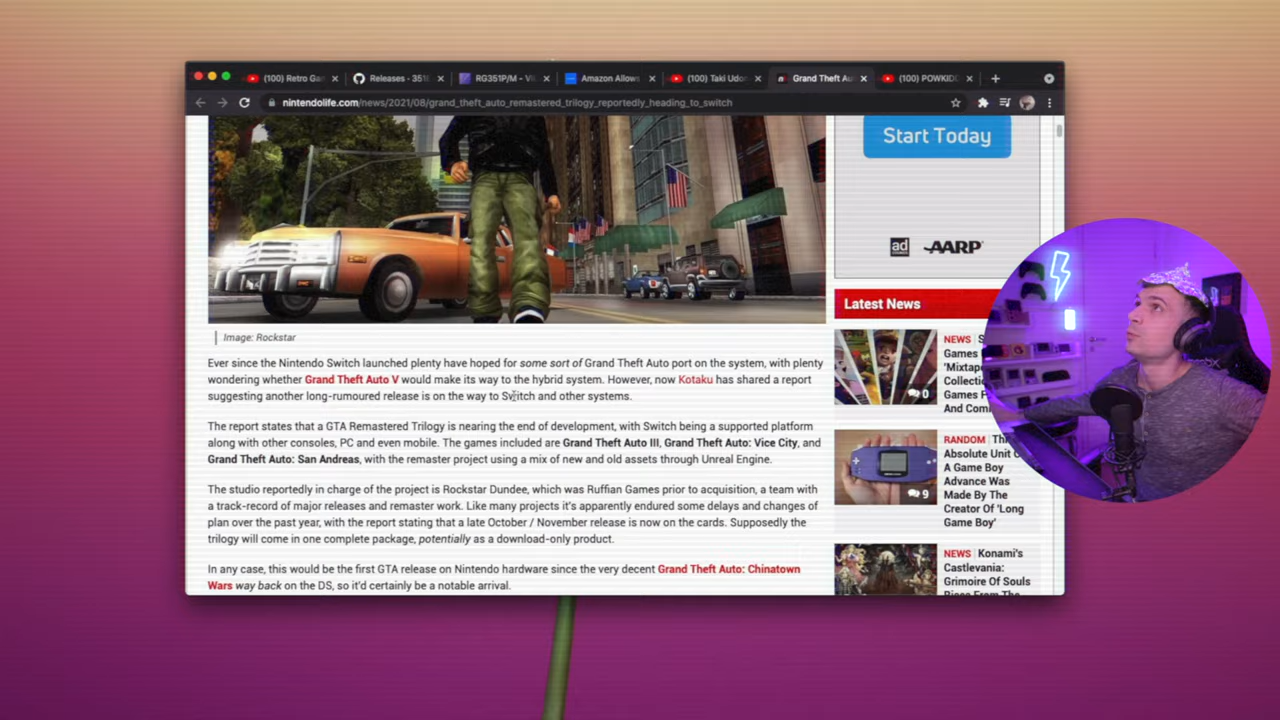 (100) Retro Ga
Releases · 351
RG351P/M - V
Amazon Allows
(100) Taki Udo
Grand Theft Au
(100) POWKID
nintendolife.com/news/2021/08/grand_theft_auto_remastered_trilogy_reportedly_heading_to_switch
Start Today
ad AARP
Image: Rockstar
Ever since the Nintendo Switch launched plenty have hoped for some sort of Grand Theft Auto port on the system, with plenty
wondering whether Grand Theft Auto V would make its way to the hybrid system. However, now Kotaku has shared a report
suggesting another long-rumoured release is on the way to Switch and other systems.
The report states that a GTA Remastered Trilogy is nearing the end of development, with Switch being a supported platform
along with other consoles, PC and even mobile. The games included are Grand Theft Auto III, Grand Theft Auto: Vice City, and
Grand Theft Auto: San Andreas, with the remaster project using a mix of new and old assets through Unreal Engine.
The studio reportedly in charge of the project is Rockstar Dundee, which was Ruffian Games prior to acquisition, a team with
a track-record of major releases and remaster work. Like many projects it's apparently endured some delays and changes of
plan over the past year, with the report stating that a late October / November release is now on the cards. Supposedly the
trilogy will come in one complete package, potentially as a download-only product.
In any case, this would be the first GTA release on Nintendo hardware since the very decent Grand Theft Auto: Chinatown
Wars way back on the DS, so it'd certainly be a notable arrival.
Latest News
NEWS S
Games
'Mixtap
Collecti
Games F
And Com
0
RANDOM Th
Absolute Unit O
A Game Boy
Advance Was
Made By The
Creator Of 'Long
Game Boy'
9
NEWS Konami's
Castlevania:
Grimoire Of Souls